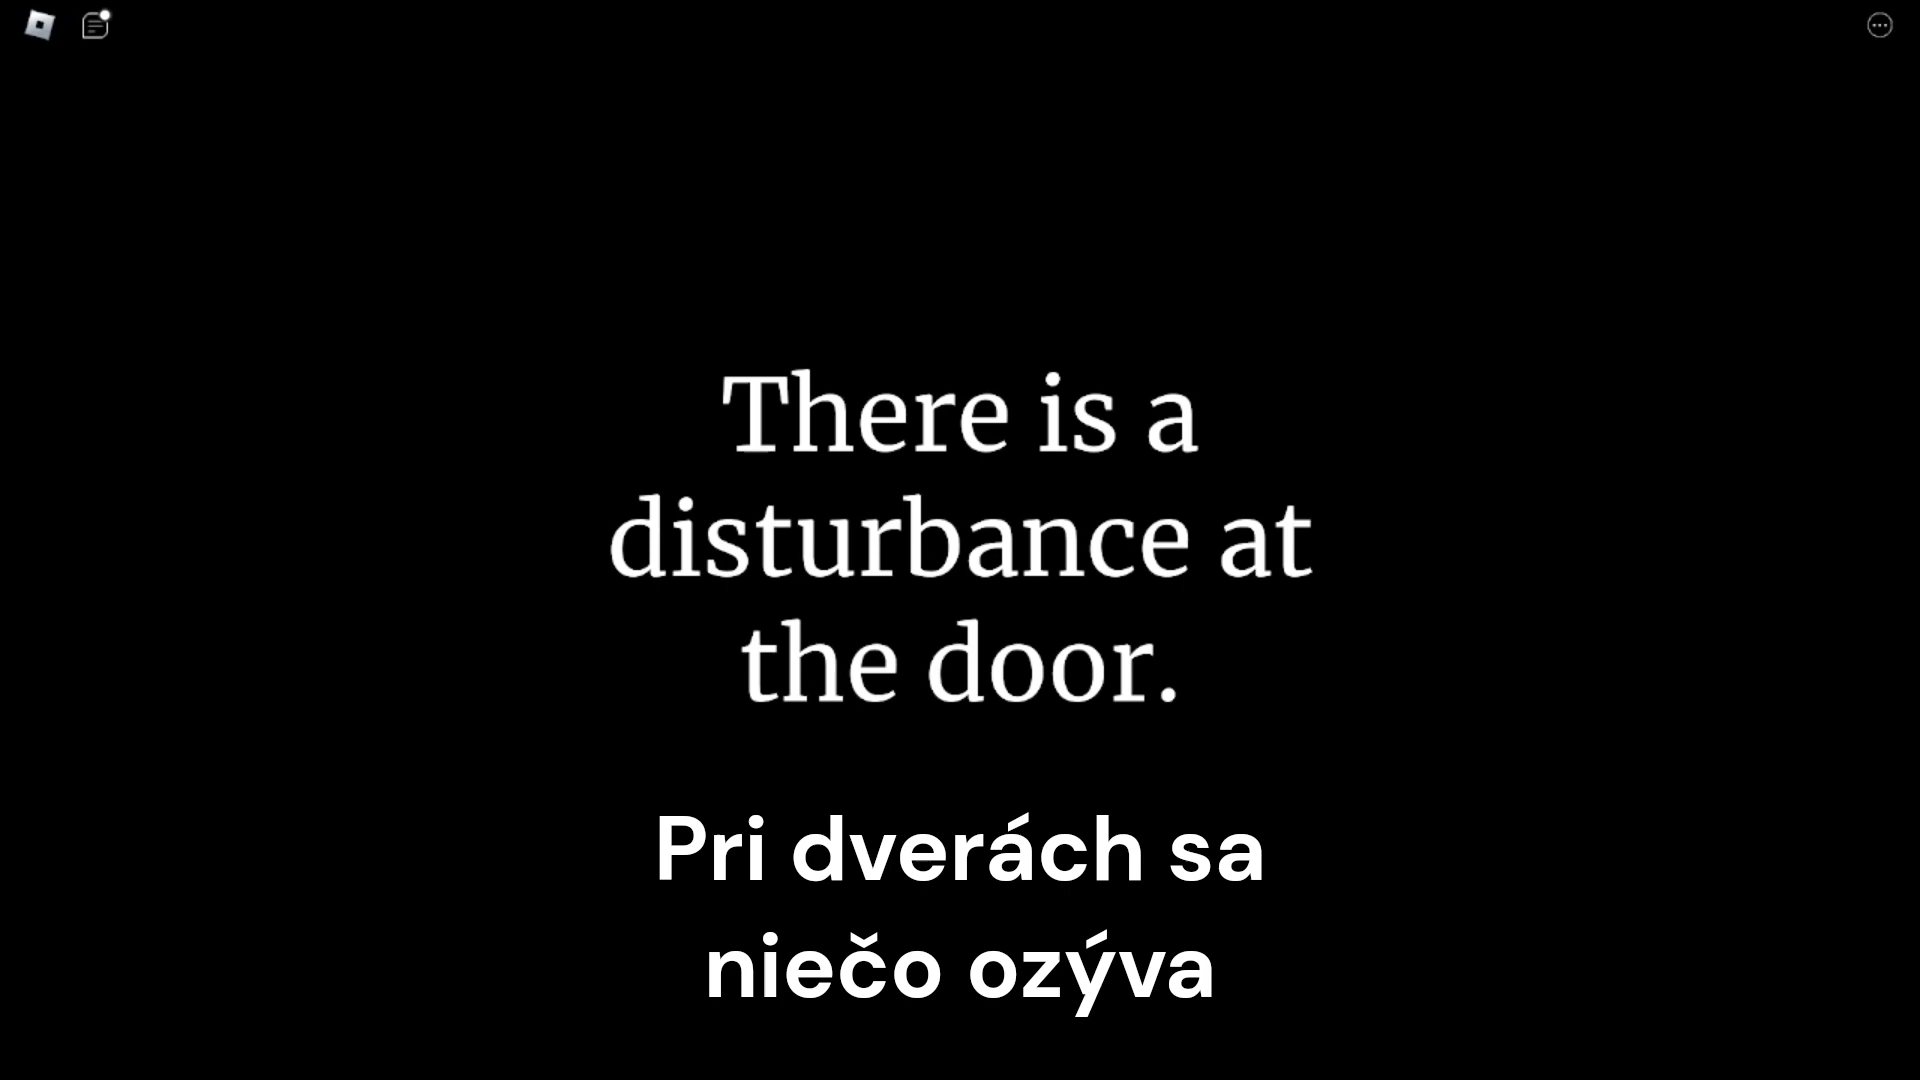 There is a
disturbance at
the door.
Pri dverách sa
niečo ozýva